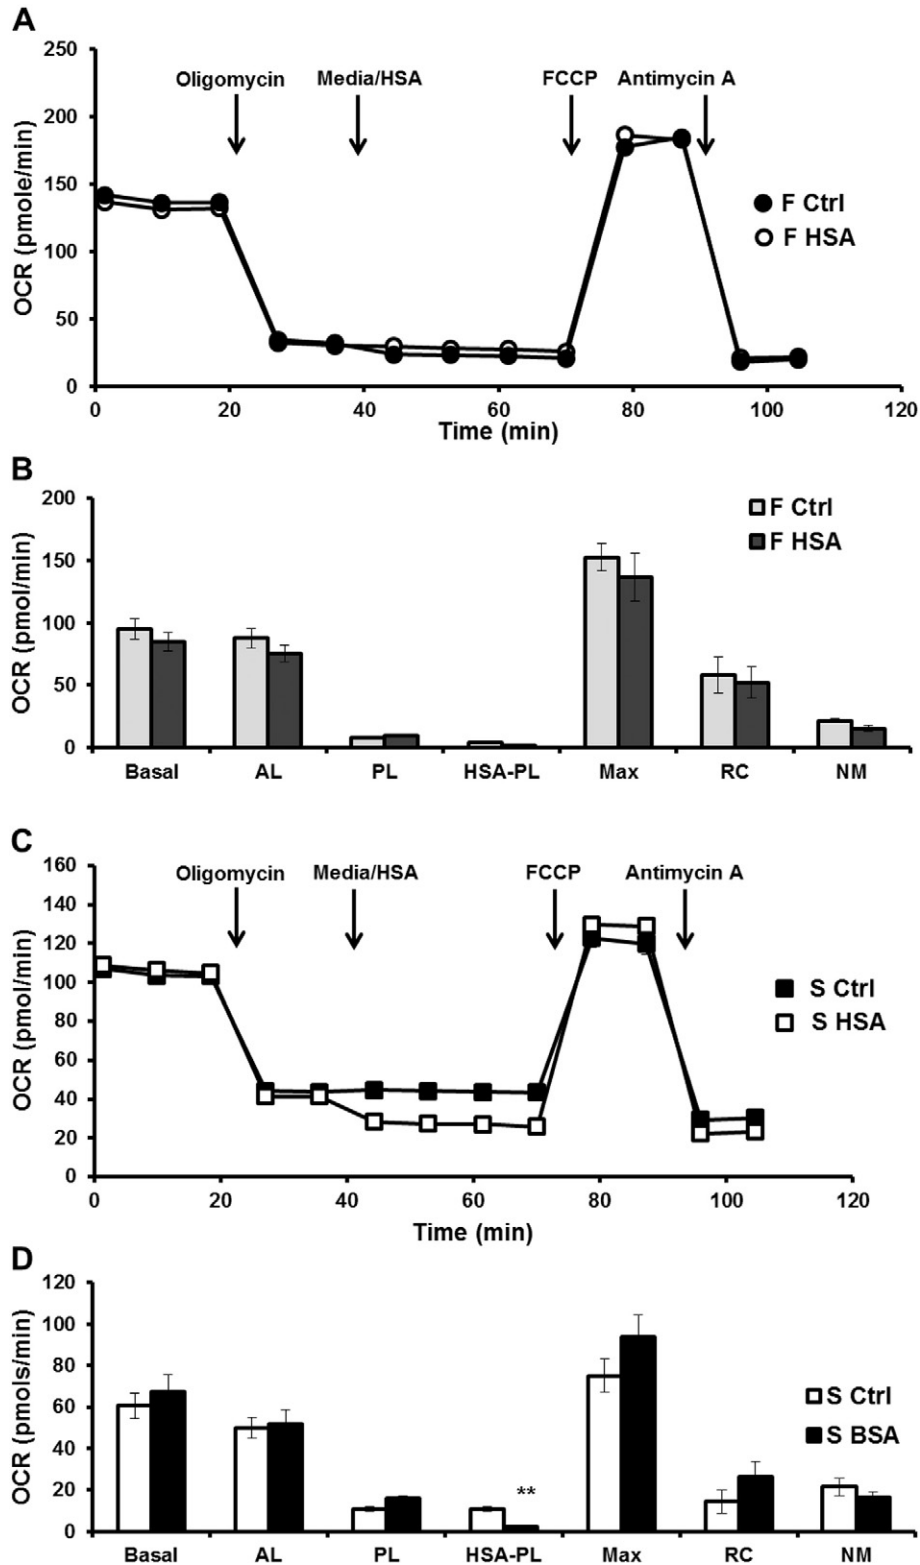 A
250
200
150
100
50
0
OCR (pmole/min)
Oligomycin Media/HSA FCCP Antimycin A
F Ctrl
F HSA
0 20 40 60 80 100 120
Time (min)
B
200
150
100
50
0
OCR (pmol/min)
F Ctrl
F HSA
Basal AL PL HSA-PL Max RC NM
C
160
140
120
100
80
60
40
20
0
OCR (pmol/min)
Oligomycin Media/HSA FCCP Antimycin A
S Ctrl
S HSA
0 20 40 60 80 100 120
Time (min)
D
120
100
80
60
40
20
0
OCR (pmols/min)
S Ctrl
S BSA
**
Basal AL PL HSA-PL Max RC NM